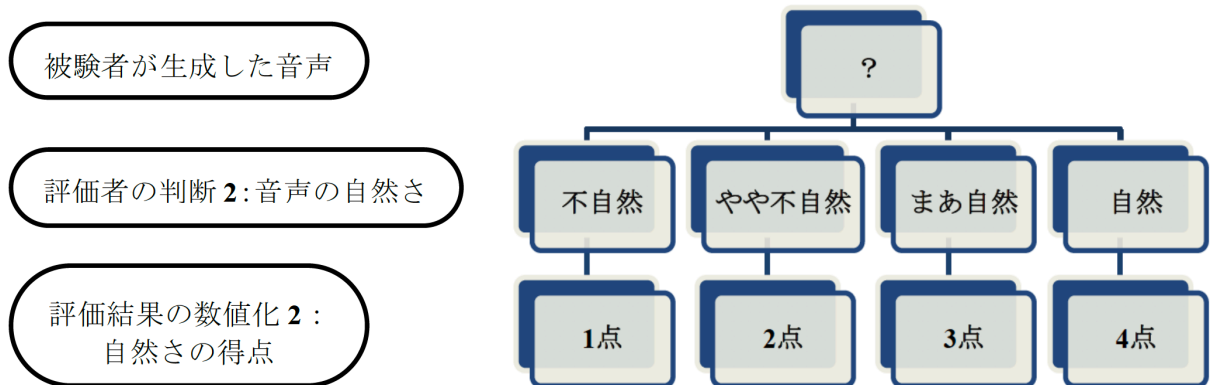 被験者が生成した音声
?
評価者の判断 2:音声の自然さ
不自然
やや不自然
まあ自然
自然
評価結果の数値化 2：
自然さの得点
1点
2点
3点
4点